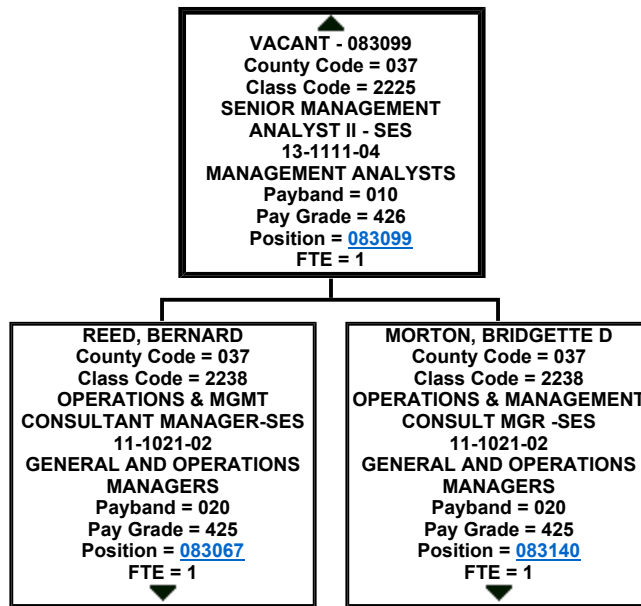 VACANT - 083099
County Code = 037
Class Code = 2225
SENIOR MANAGEMENT
ANALYST II - SES
13-1111-04
MANAGEMENT ANALYSTS
Payband = 010
Pay Grade = 426
Position = 083099
FTE = 1
REED, BERNARD
County Code = 037
Class Code = 2238
OPERATIONS & MGMT
CONSULTANT MANAGER-SES
11-1021-02
GENERAL AND OPERATIONS
MANAGERS
Payband = 020
Pay Grade = 425
Position = 083067
FTE = 1
MORTON, BRIDGETTE D
County Code = 037
Class Code = 2238
OPERATIONS & MANAGEMENT
CONSULT MGR -SES
11-1021-02
GENERAL AND OPERATIONS
MANAGERS
Payband = 020
Pay Grade = 425
Position = 083140
FTE = 1